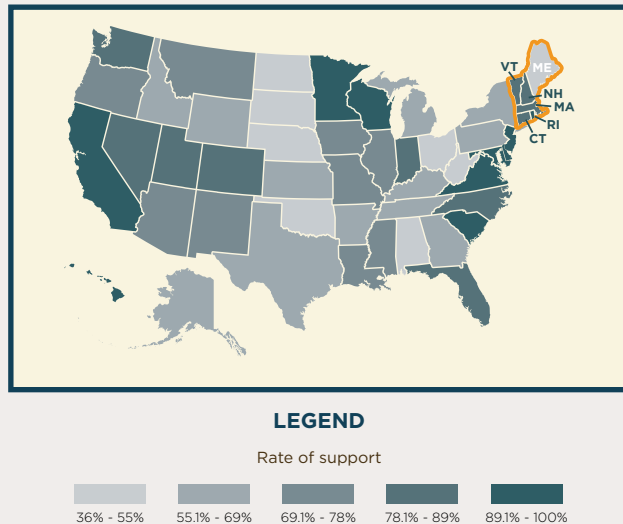 VT
ME
NH
MA
RI
CT
LEGEND
Rate of support
36% - 55%
55.1% - 69%
69.1% - 78%
78.1% - 89%
89.1% - 100%